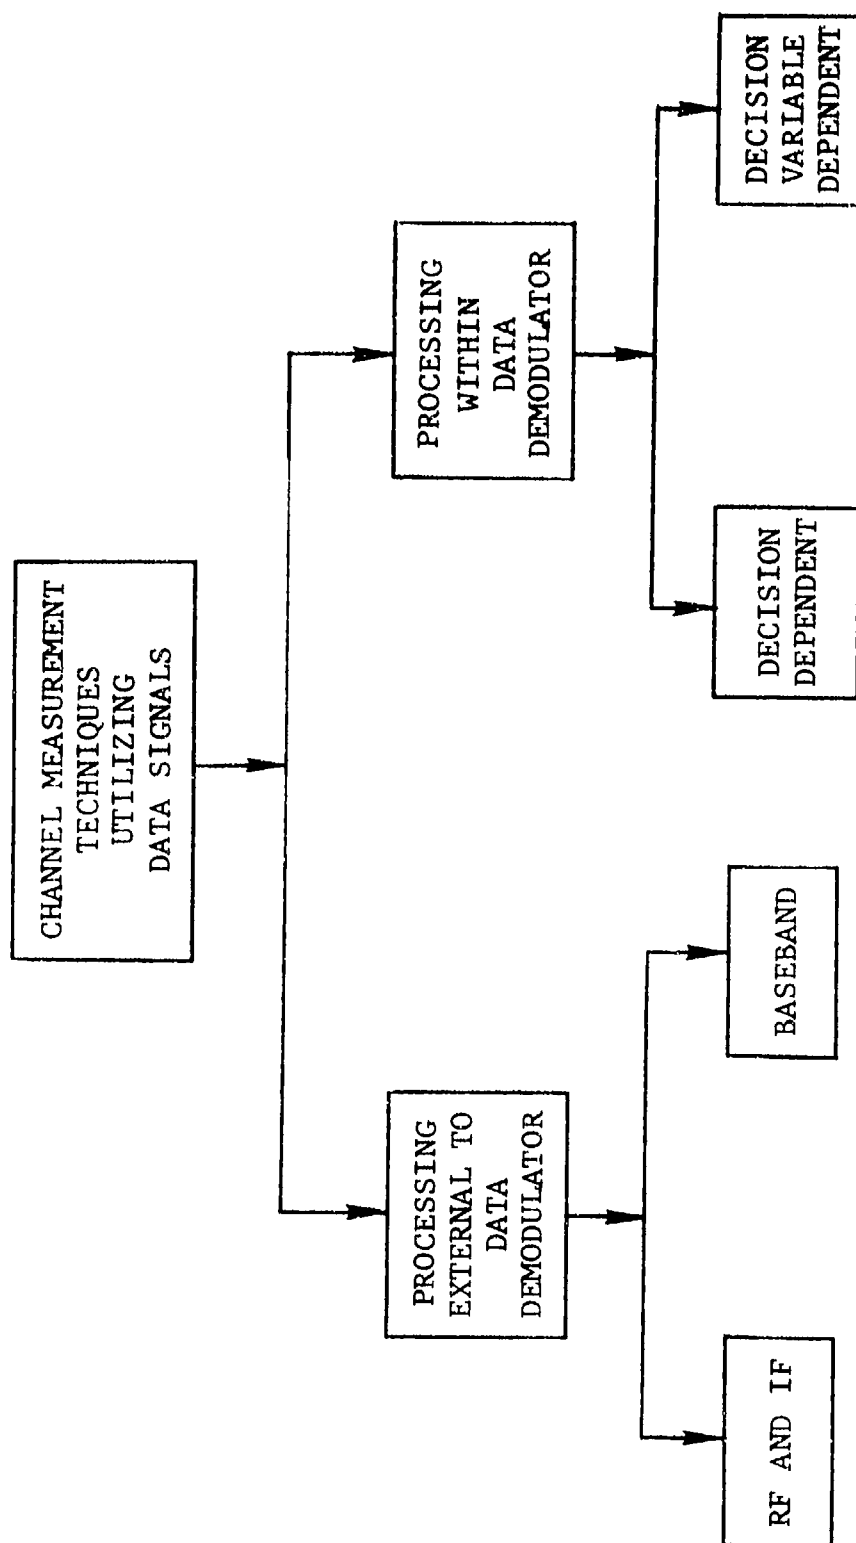 CHANNEL MEASUREMENT
TECHNIQUES
UTILIZING
DATA SIGNALS
PROCESSING
EXTERNAL TO
DATA
DEMODULATOR
PROCESSING
WITHIN
DATA
DEMODULATOR
RF AND IF
BASEBAND
DECISION
DEPENDENT
DECISION
VARIABLE
DEPENDENT